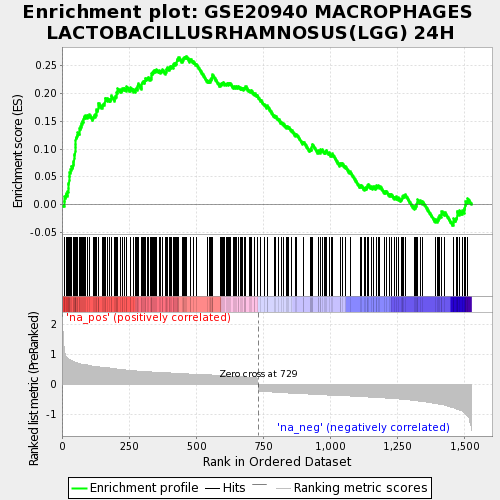 Enrichment plot: GSE20940 MACROPHAGES
LACTOBACILLUSRHAMNOSUS(LGG) 24H
Enrichment score (ES)
0.25
0.20
0.15
0.10
0.05
0.00
-0.05
'na_pos' (positively correlated)
Ranked list metric (PreRanked)
2
1
0
-1
Zero cross at 729
'na_neg' (negatively correlated)
0
250
500
750
1,000
1,250
1,500
Rank in Ordered Dataset
Enrichment profile
Hits
Ranking metric scores